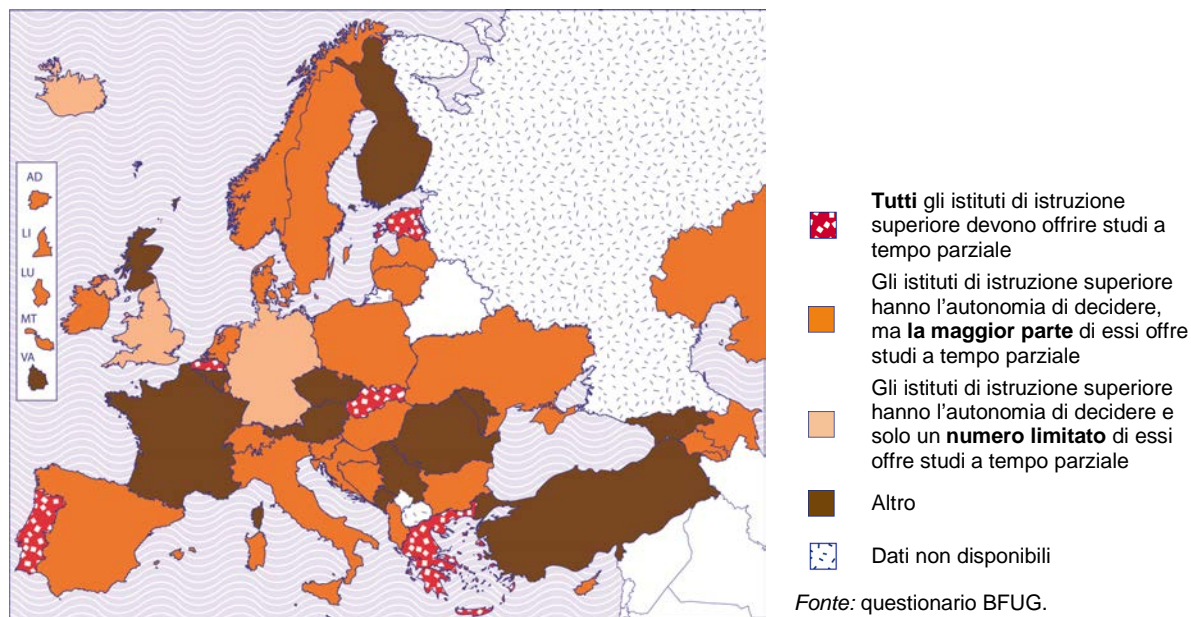 AD
LI
LU
MT
VA
Tutti gli istituti di istruzione
superiore devono offrire studi a
tempo parziale
Gli istituti di istruzione superiore
hanno l'autonomia di decidere,
ma la maggior parte di essi offre
studi a tempo parziale
Gli istituti di istruzione superiore
hanno l'autonomia di decidere e
solo un numero limitato di essi
offre studi a tempo parziale
Altro
Dati non disponibili
Fonte: questionario BFUG.